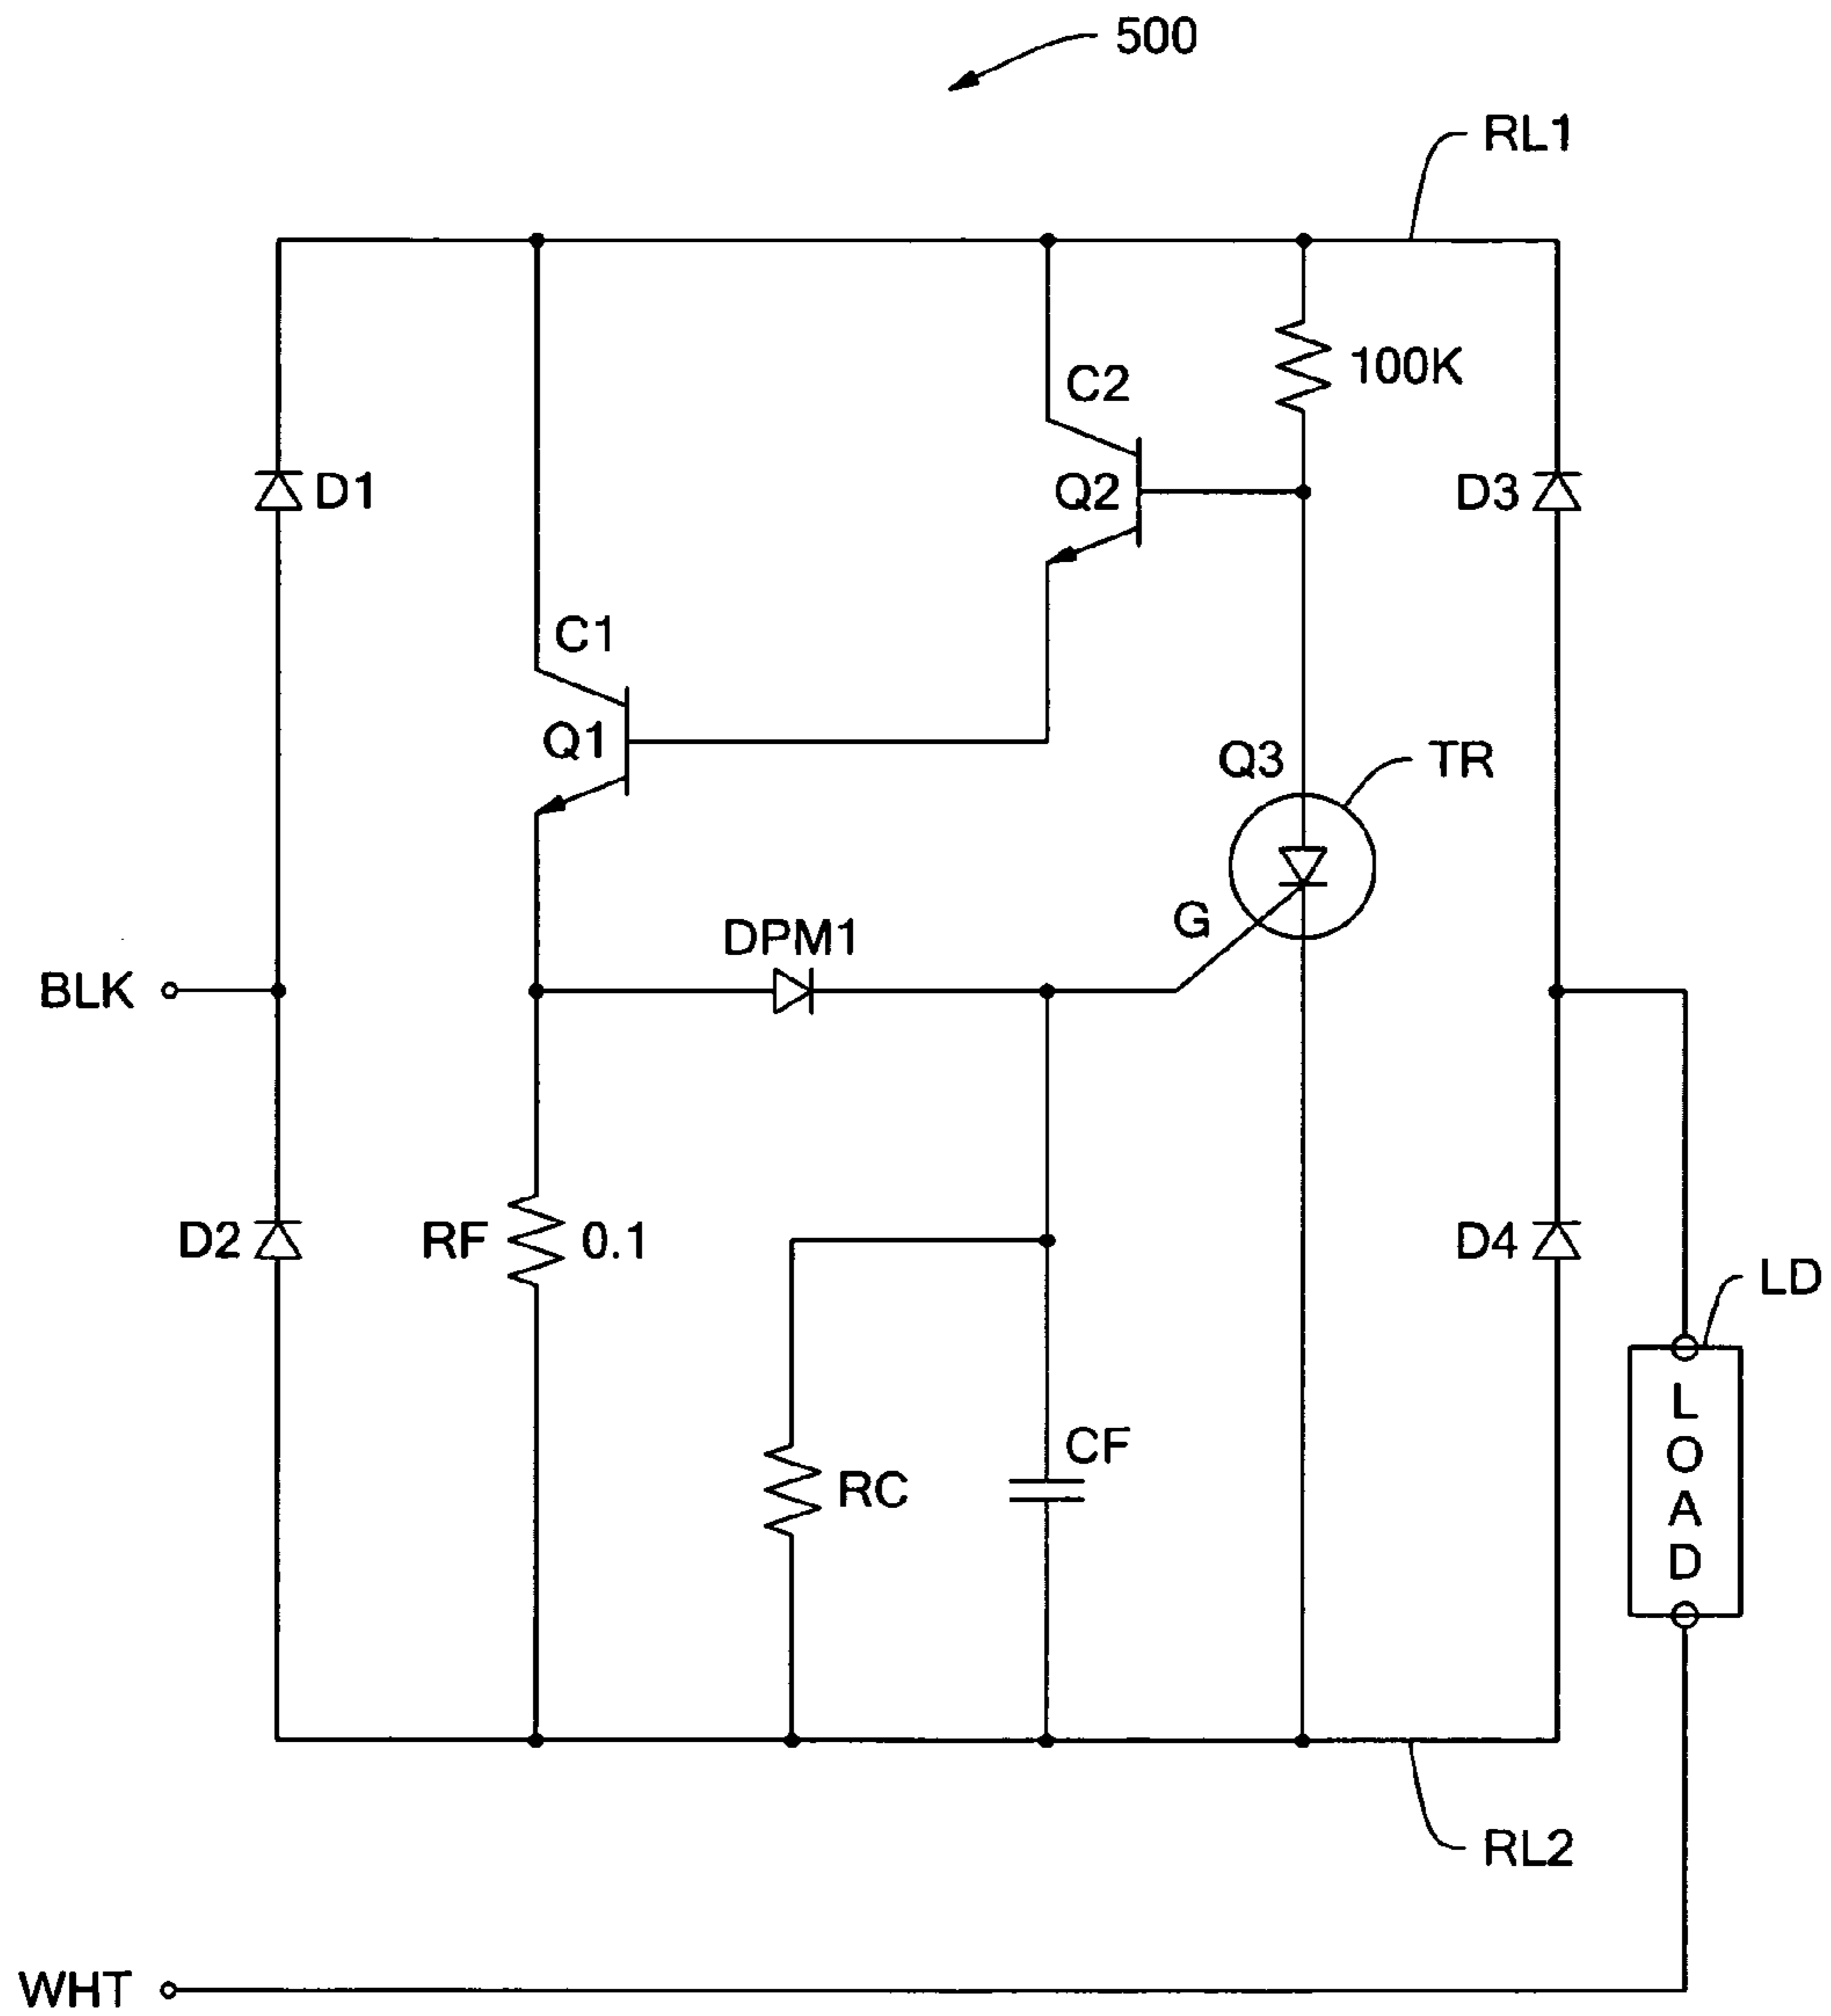 500
RL1
100K
C2
Q2
D1
D3
C1
Q1
Q3
TR
G
DPM1
BLK
D2
RF
0.1
D4
LD
LOAD
CF
RC
RL2
WHT